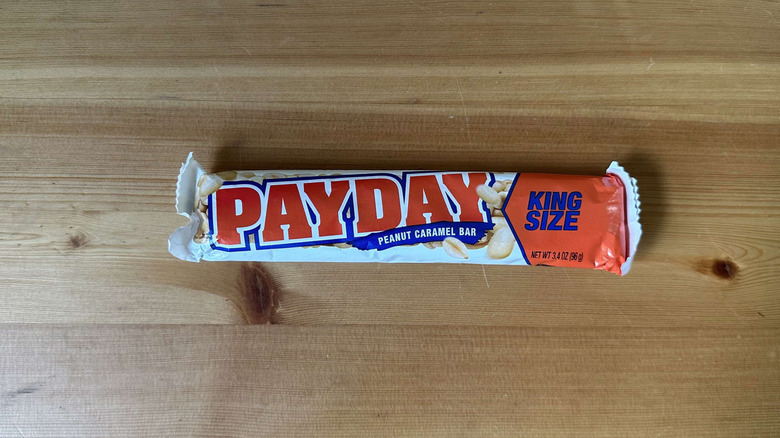 PAYDAY
PEANUT CARAMEL BAR
KING
SIZE
NET WT 3.4 OZ (96 g)